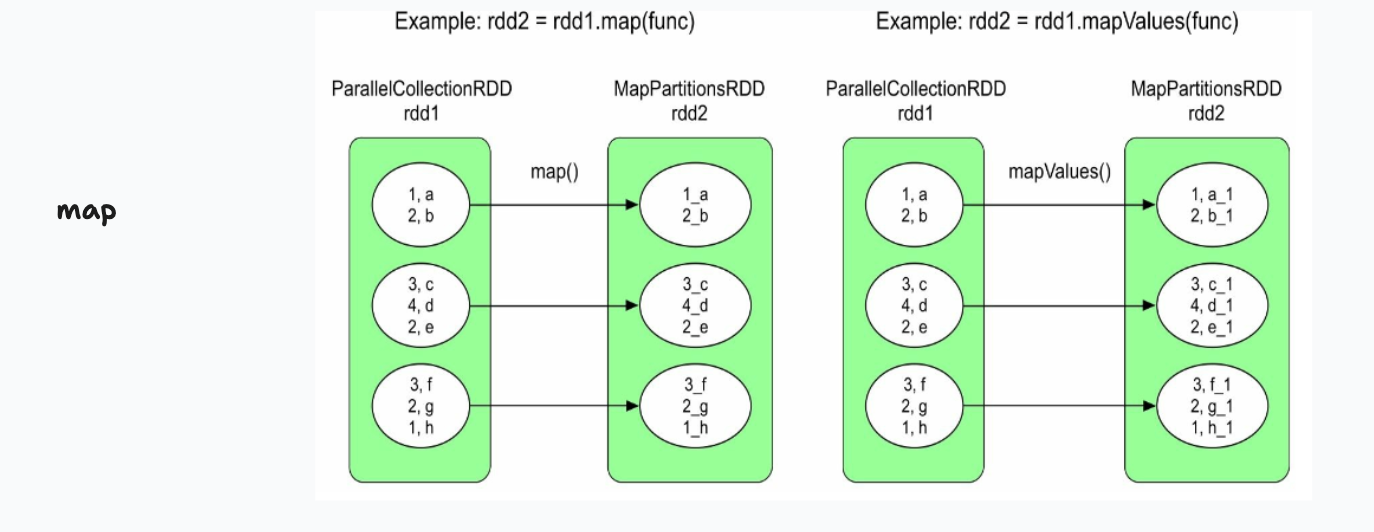 map
Example: rdd2 = rdd1.map(func)
ParallelCollectionRDD
rdd1
MapPartitionsRDD
rdd2
map()
1, a
2, b
1_a
2_b
3, c
4, d
2, e
3_c
4_d
2_e
3, f
2, g
1, h
3_f
2_g
1_h
Example: rdd2 = rdd1.mapValues(func)
ParallelCollectionRDD
rdd1
MapPartitionsRDD
rdd2
mapValues()
1, a
2, b
1, a_1
2, b_1
3, c
4, d
2, e
3, c_1
4, d_1
2, e_1
3, f
2, g
1, h
3, f_1
2, g_1
1, h_1